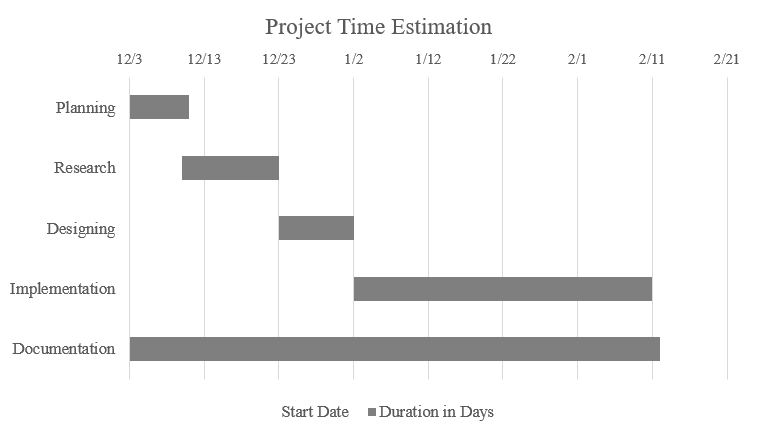 Project Time Estimation
12/3 12/13 12/23 1/2 1/12 1/22 2/1 2/11 2/21
Planning
Research
Designing
Implementation
Documentation
Start Date Duration in Days